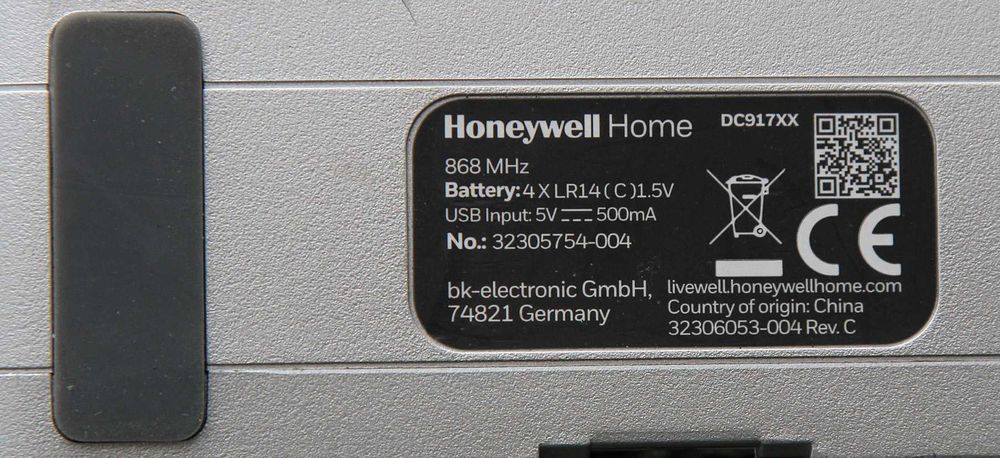 Honeywell Home
DC917XX
868 MHz
Battery: 4 X LR14 ( C )1.5V
USB Input: 5V 500mA
No.: 32305754-004
CE
bk-electronic GmbH,
74821 Germany
livewell.honeywellhome.com
Country of origin: China
32306053-004 Rev. C